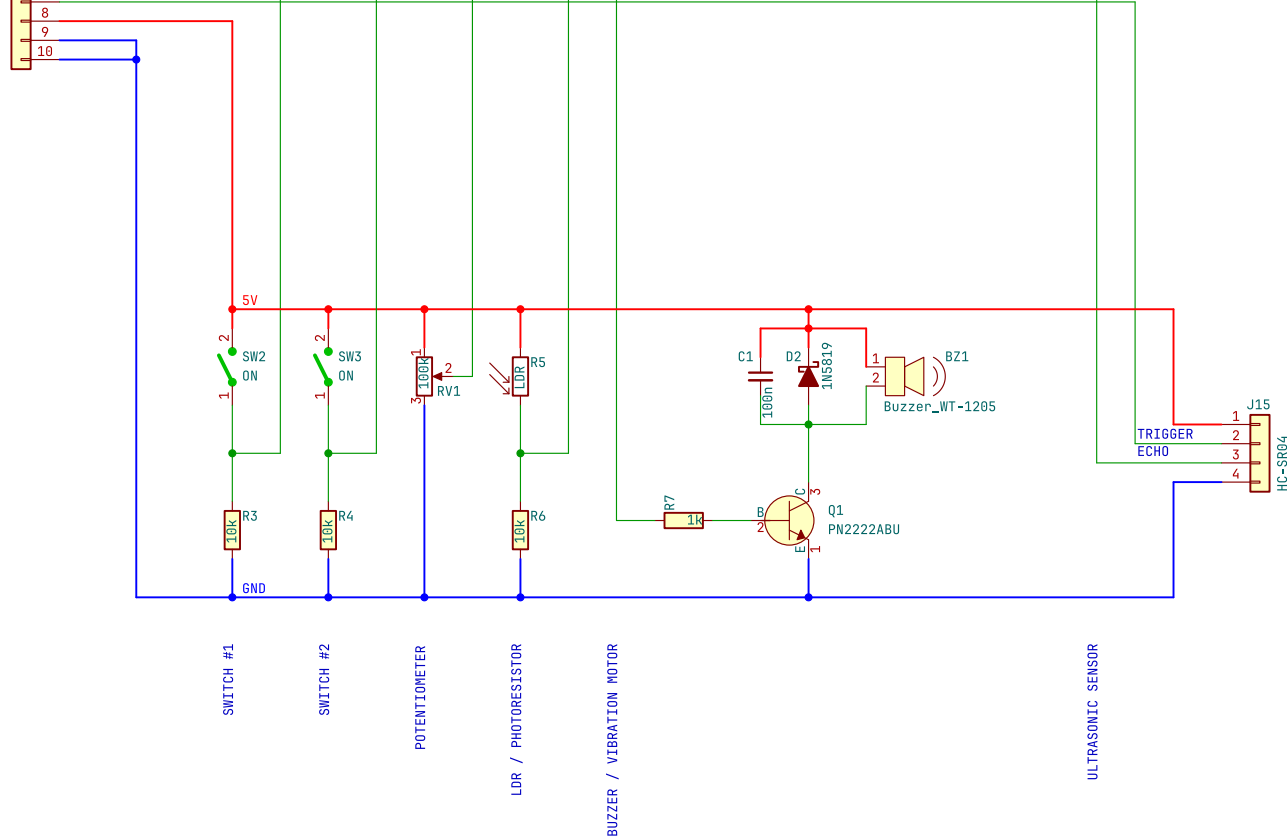 8
9
10
5V
2
SW2
ON
1
2
SW3
ON
1
1
100k
2
RV1
3
R5
LDR
C1
100n
D2
1N5819
1
2
BZ1
Buzzer_WT-1205
J15
1
TRIGGER
2
ECHO
3
4
HC-SR04
R3
10k
R4
10k
R6
10k
R7
1k
B
2
C
3
E
1
Q1
PN2222ABU
GND
SWITCH #1
SWITCH #2
POTENTIOMETER
LDR / PHOTORESISTOR
BUZZER / VIBRATION MOTOR
ULTRASONIC SENSOR